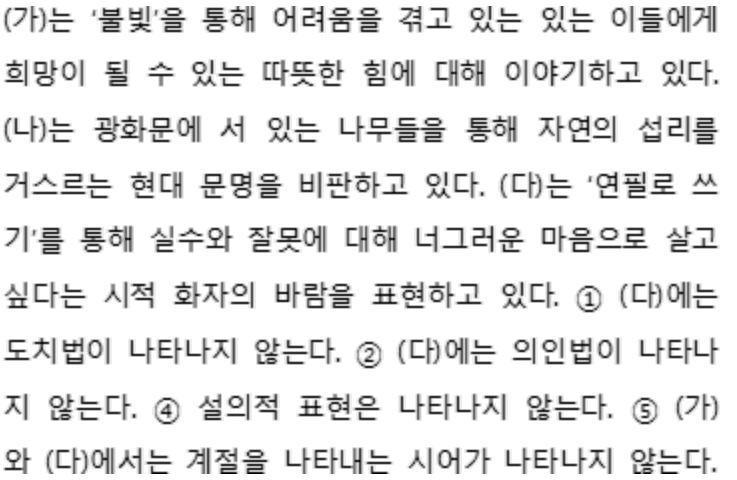 (가)는 '불빛'을 통해 어려움을 겪고 있는 있는 이들에게
희망이 될 수 있는 따뜻한 힘에 대해 이야기하고 있다.
(나)는 광화문에 서 있는 나무들을 통해 자연의 섭리를
거스르는 현대 문명을 비판하고 있다. (다)는 '연필로 쓰
기'를 통해 실수와 잘못에 대해 너그러운 마음으로 살고
싶다는 시적 화자의 바람을 표현하고 있다. ① (다)에는
도치법이 나타나지 않는다. ② (다)에는 의인법이 나타나
지 않는다. ④ 설의적 표현은 나타나지 않는다. ⑤ (가)
와 (다)에서는 계절을 나타내는 시어가 나타나지 않는다.